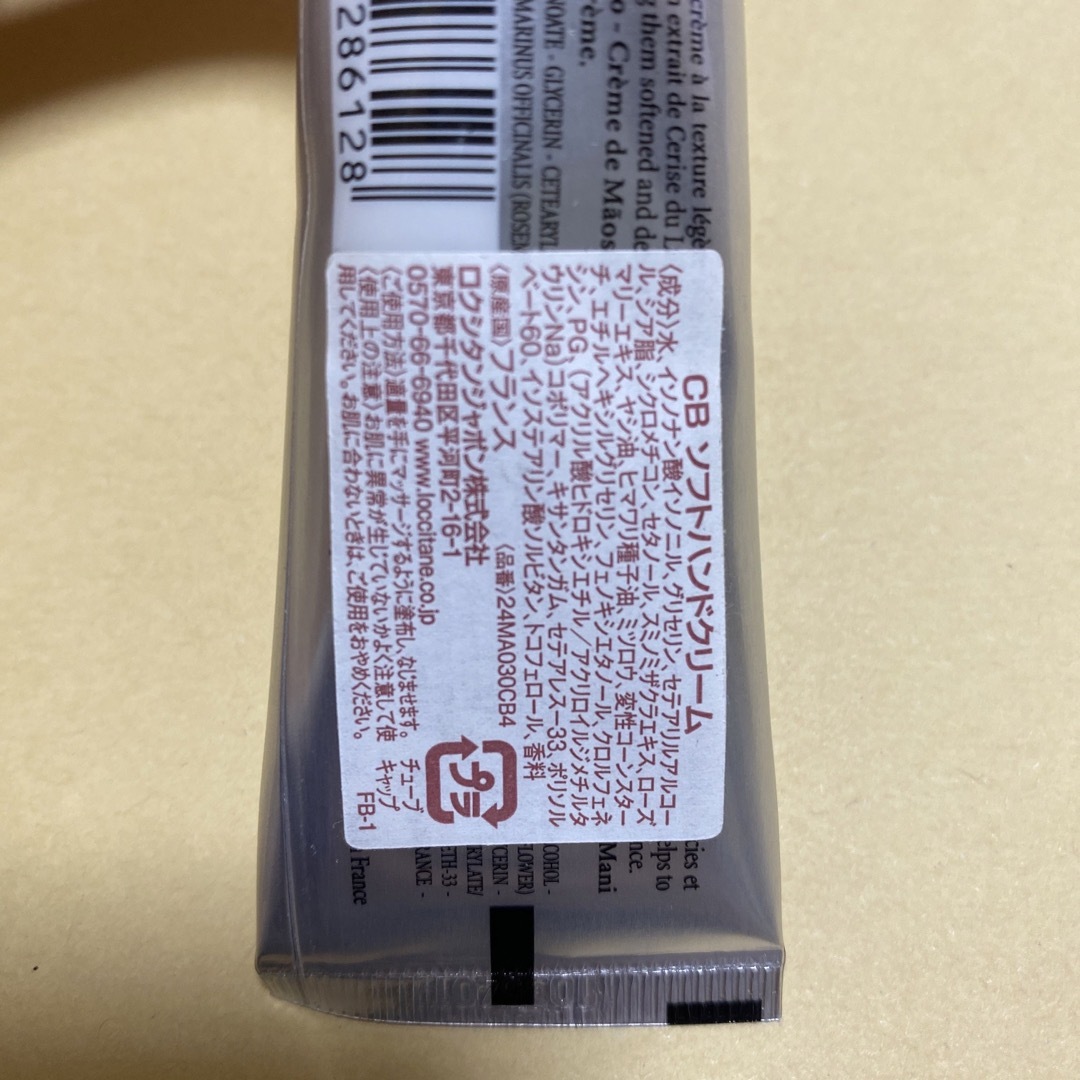 286128
crème à la texture légè
extrait de Cerise du L
g them softened and de
o - Crème de Mãos
rème.
NOATE - GLYCERIN - CETEARYL
MARINUS OFFICINALIS (ROSEM
CB ソフトハンドクリーム
〈成分〉水、イソノナン酸イソノニル、グリセリン、セテアリルアルコー
ル、シア脂、シクロメチコン、セタノール、スミノミザクラエキス、ローズ
マリーエキス、ヤシ油、ヒマワリ種子油、ミツロウ、変性コーンスター
チ、エチルヘキシルグリセリン、フェノキシエタノール、クロルフェネ
シン、PG、(アクリル酸ヒドロキシエチル/アクリロイルジメチルタ
ウリンNa)コポリマー、キサンタンガム、セテアレス-33、ポリソル
ベート60、イソステアリン酸ソルビタン、トコフェロール、香料
〈原産国〉フランス 〈品番〉24MA030CB4
ロクシタンジャポン株式会社
東京都千代田区平河町2-16-1
0570-66-6940 www.loccitane.co.jp
〈ご使用方法〉適量を手にマッサージするように塗布し、なじませます。
〈使用上の注意〉お肌に異常が生じていないかよく注意して使
用してください。お肌に合わないときは、ご使用をおやめください。
プラ
チューブ
キャップ
FB-1
cies et
elps to
nce.
Mani
COHOL -
FLOWER)
CERIN -
ETH-33 -
RYLATE/
RANCE -
France